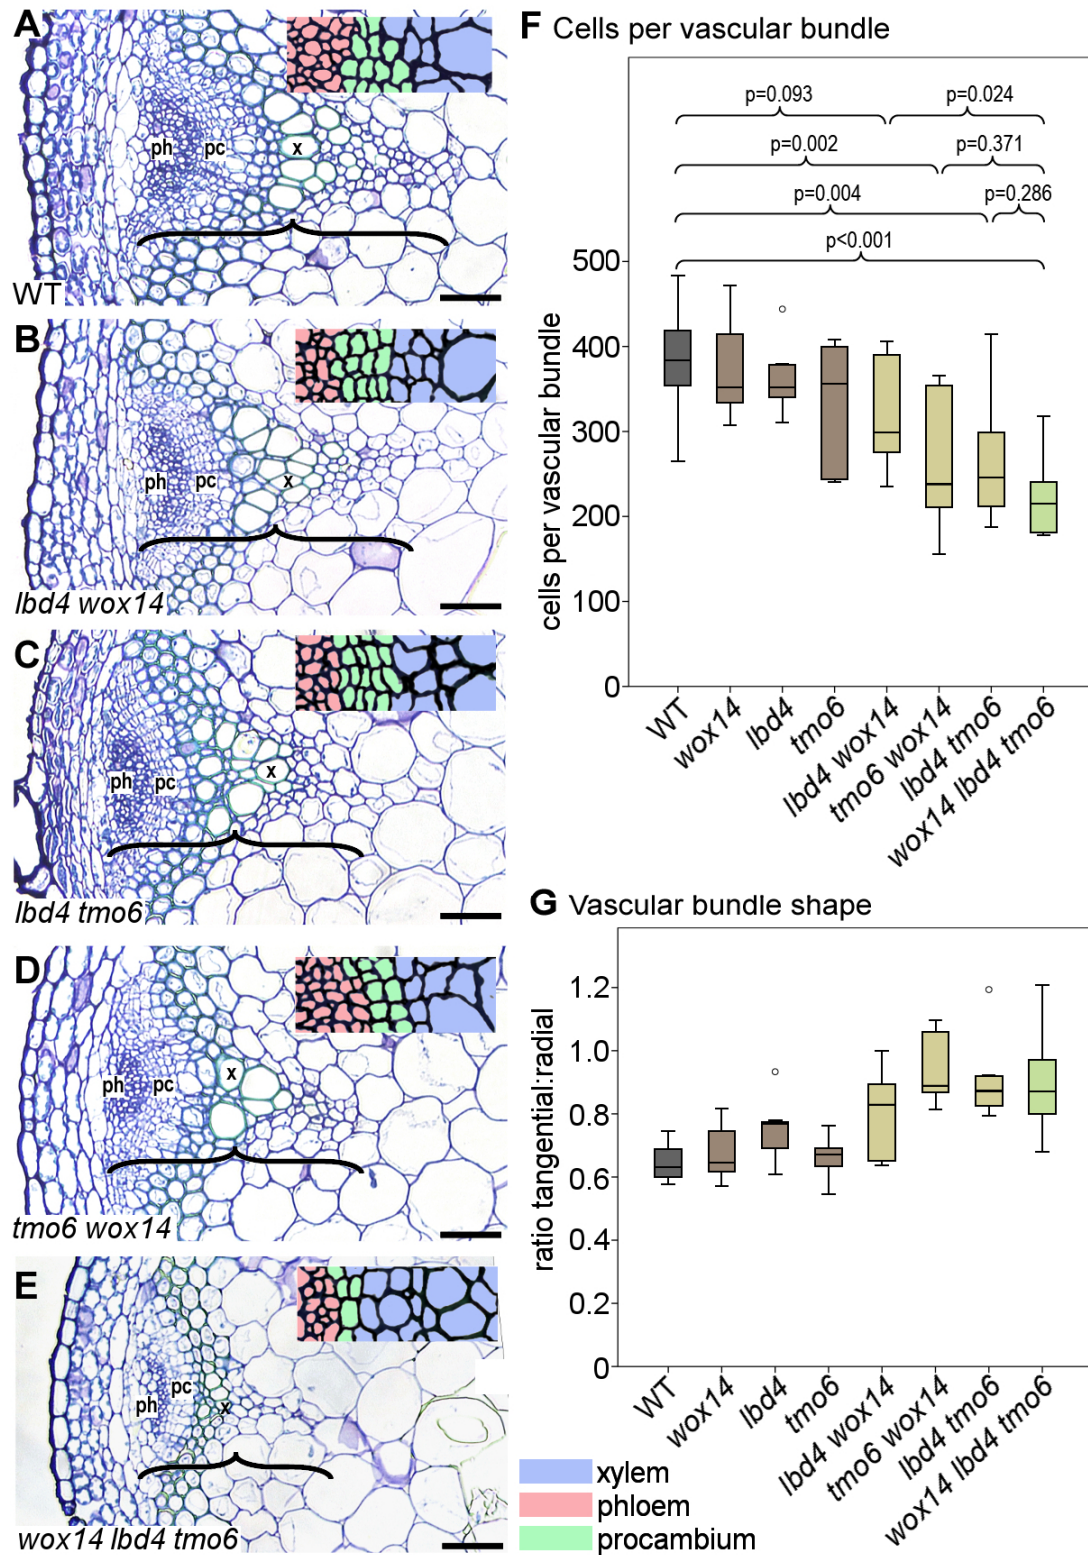 A
ph pc x
WT
B
ph pc x
lbd4 wox14
C
ph pc x
lbd4 tmo6
D
ph pc x
tmo6 wox14
E
ph pc x
wox14 lbd4 tmo6
F Cells per vascular bundle
p=0.093 p=0.024
p=0.002 p=0.371
p=0.004 p=0.286
p<0.001
cells per vascular bundle
500
400
300
200
100
0
WT
wox14
lbd4
tmo6
lbd4 wox14
tmo6 wox14
lbd4 tmo6
wox14 lbd4 tmo6
G Vascular bundle shape
ratio tangential:radial
1.2
1.0
0.8
0.6
0.4
0.2
0
WT
wox14
lbd4
tmo6
lbd4 wox14
tmo6 wox14
lbd4 tmo6
wox14 lbd4 tmo6
xylem
phloem
procambium